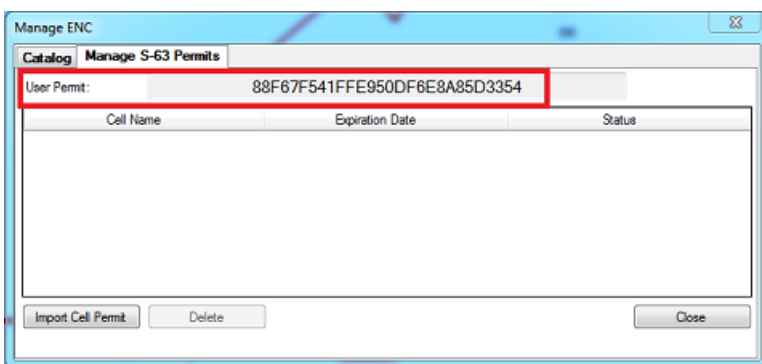 Manage ENC
Catalog Manage S-63 Permits
User Permit: 88F67F541FFE950DF6E8A85D3354
Cell Name Expiration Date Status
Import Cell Permit Delete Close